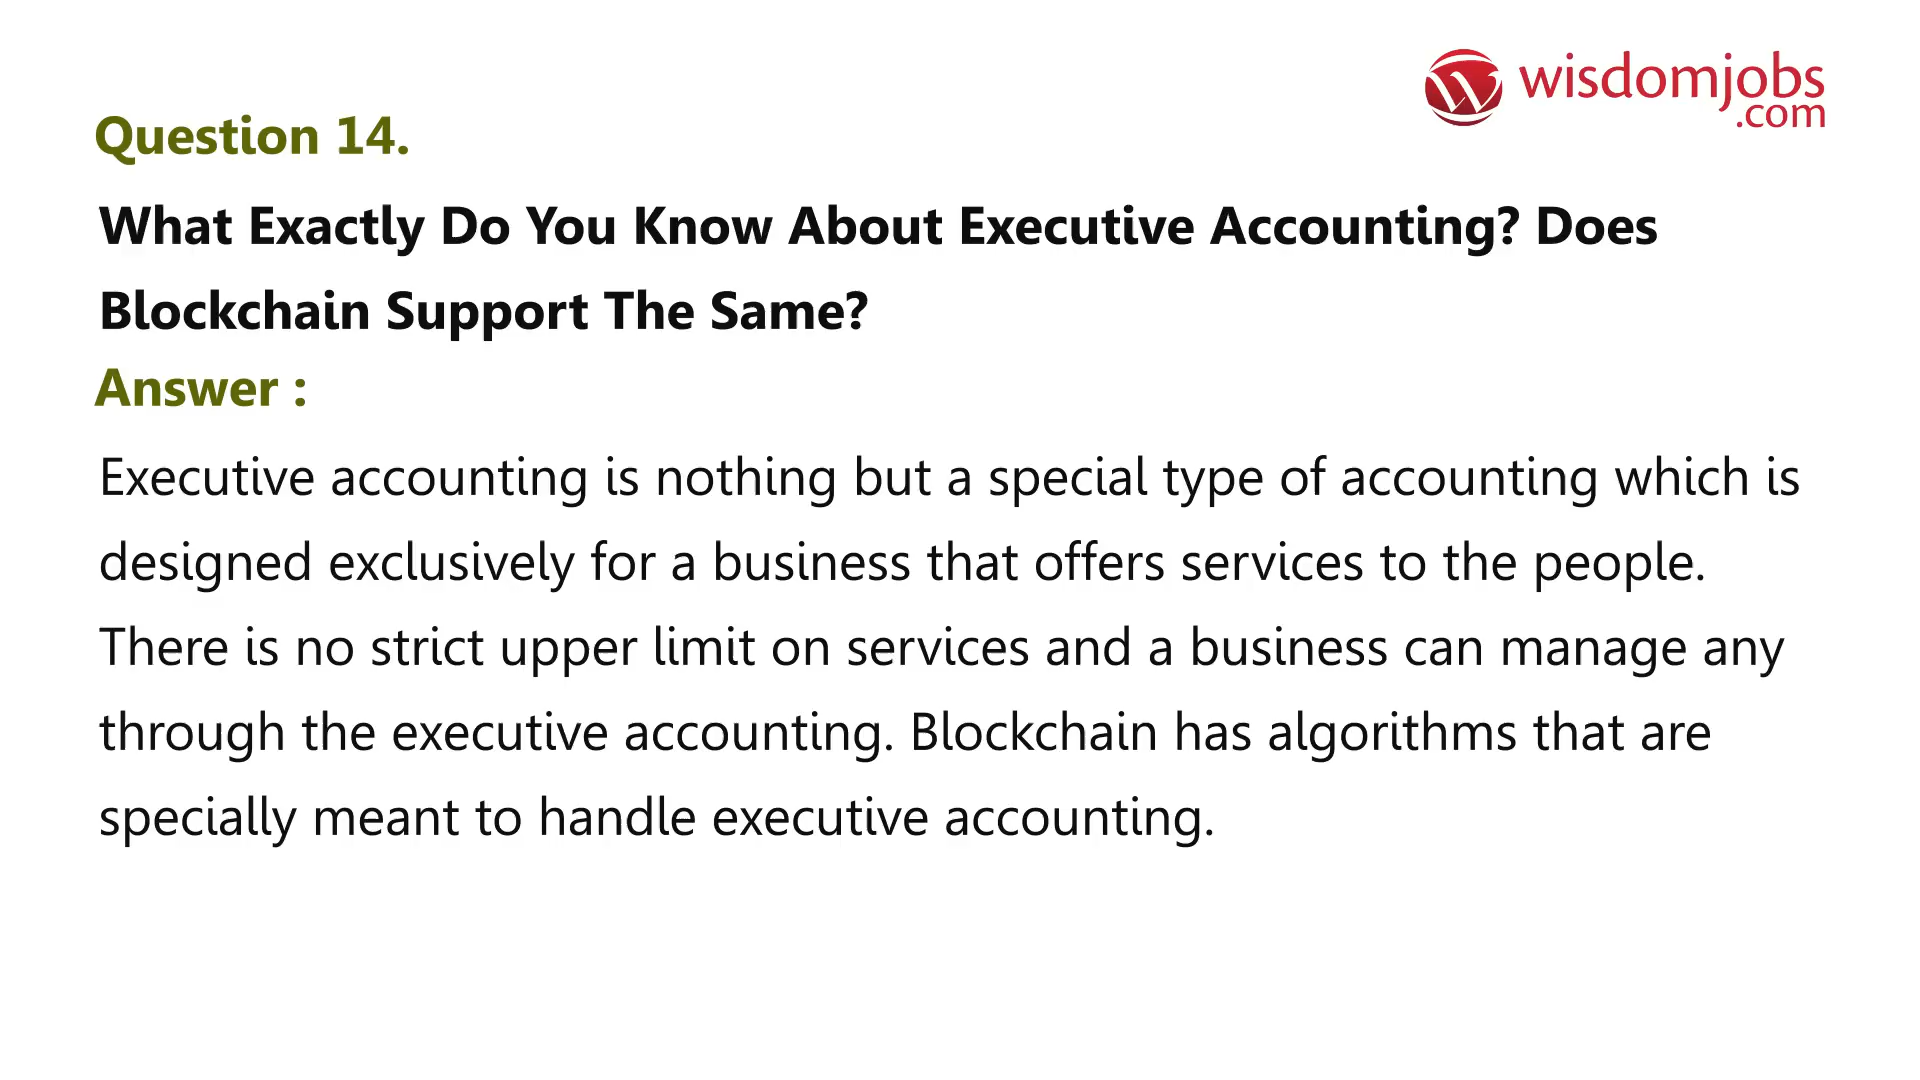 wisdomjobs
.com
Question 14.
What Exactly Do You Know About Executive Accounting? Does
Blockchain Support The Same?
Answer :
Executive accounting is nothing but a special type of accounting which is
designed exclusively for a business that offers services to the people.
There is no strict upper limit on services and a business can manage any
through the executive accounting. Blockchain has algorithms that are
specially meant to handle executive accounting.